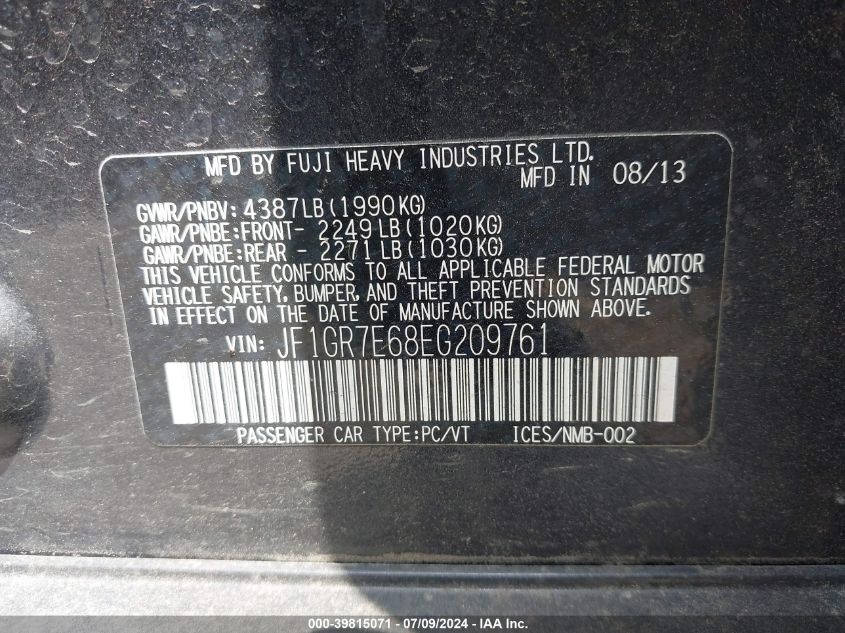 MFD BY FUJI HEAVY INDUSTRIES LTD.
MFD IN 08/13
GVWR/PNBV: 4387LB(1990KG)
GAWR/PNBE:FRONT- 2249LB(1020KG)
GAWR/PNBE:REAR - 2271LB(1030KG)
THIS VEHICLE CONFORMS TO ALL APPLICABLE FEDERAL MOTOR
VEHICLE SAFETY, BUMPER, AND THEFT PREVENTION STANDARDS
IN EFFECT ON THE DATE OF MANUFACTURE SHOWN ABOVE.
VIN: JF1GR7E68EG209761
PASSENGER CAR TYPE:PC/VT ICES/NMB-002
000-39815071 - 07/09/2024 - IAA Inc.